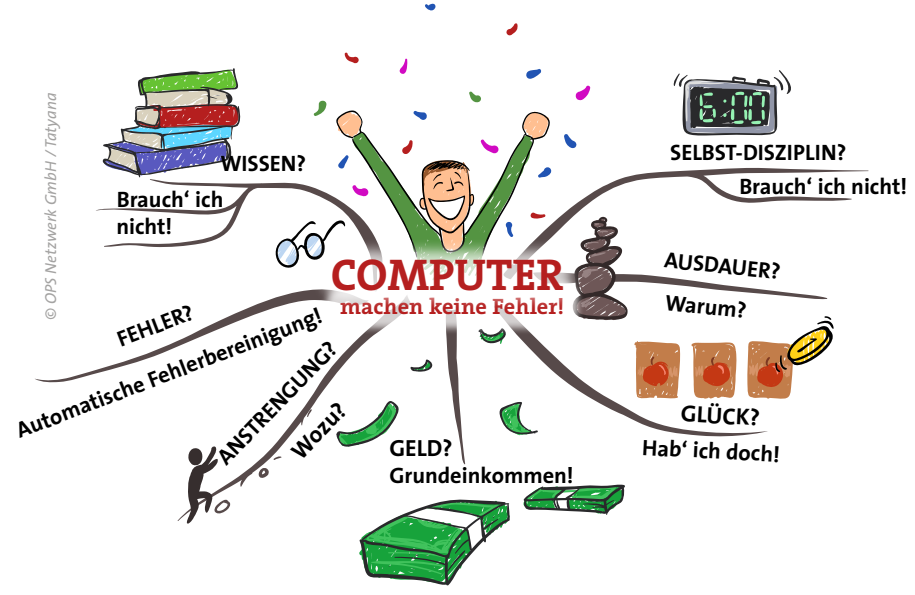 © OPS Netzwerk GmbH / Tatyana
WISSEN?
Brauch‘ ich
nicht!
6:00
SELBST-DISZIPLIN?
Brauch‘ ich nicht!
COMPUTER
machen keine Fehler!
AUSDAUER?
Warum?
FEHLER?
Automatische Fehlerbereinigung!
ANSTRENGUNG?
Wozu?
GELD?
Grundeinkommen!
1
GLÜCK?
Hab‘ ich doch!